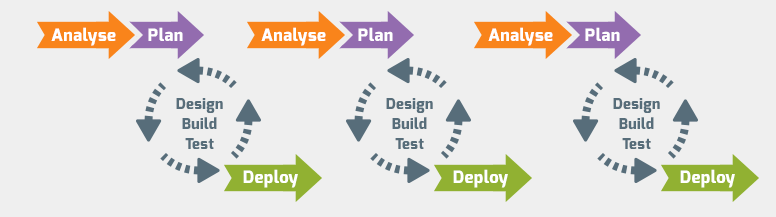 Analyse Plan
Design
Build
Test
Deploy
Analyse Plan
Design
Build
Test
Deploy
Analyse Plan
Design
Build
Test
Deploy